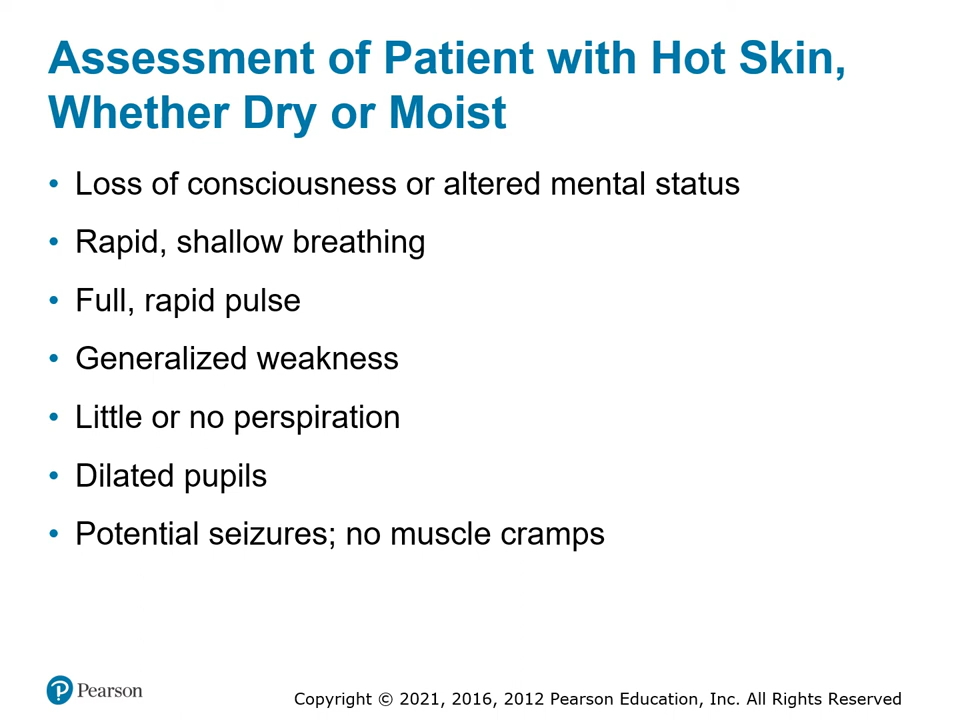 Assessment of Patient with Hot Skin,
Whether Dry or Moist
• Loss of consciousness or altered mental status
• Rapid, shallow breathing
• Full, rapid pulse
• Generalized weakness
• Little or no perspiration
• Dilated pupils
• Potential seizures; no muscle cramps
Pearson
Copyright © 2021, 2016, 2012 Pearson Education, Inc. All Rights Reserved